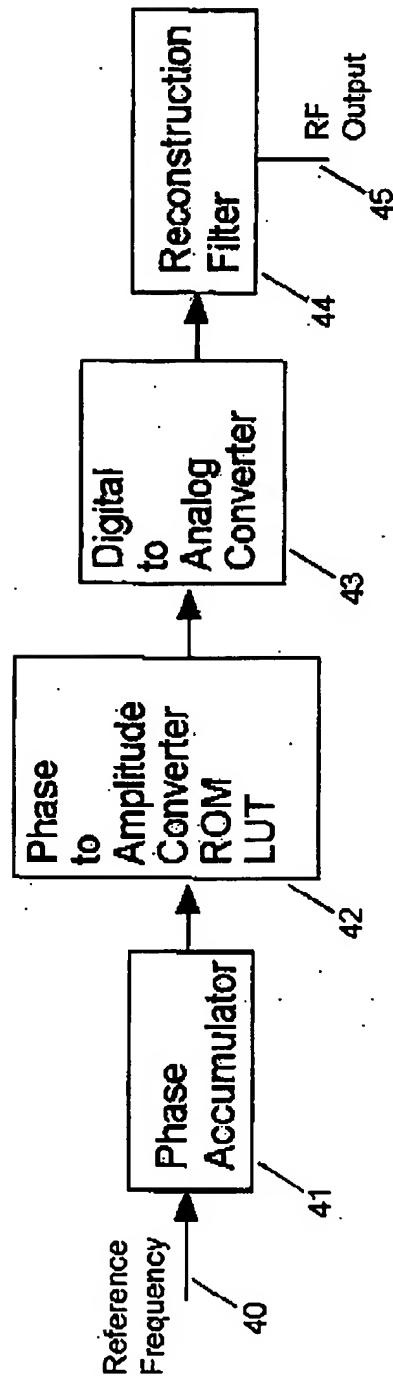 Reference
Frequency
40
Phase
Accumulator
41
Phase
to
Amplitude
Converter
ROM
LUT
42
Digital
to
Analog
Converter
43
Reconstruction
Filter
44
RF
Output
45